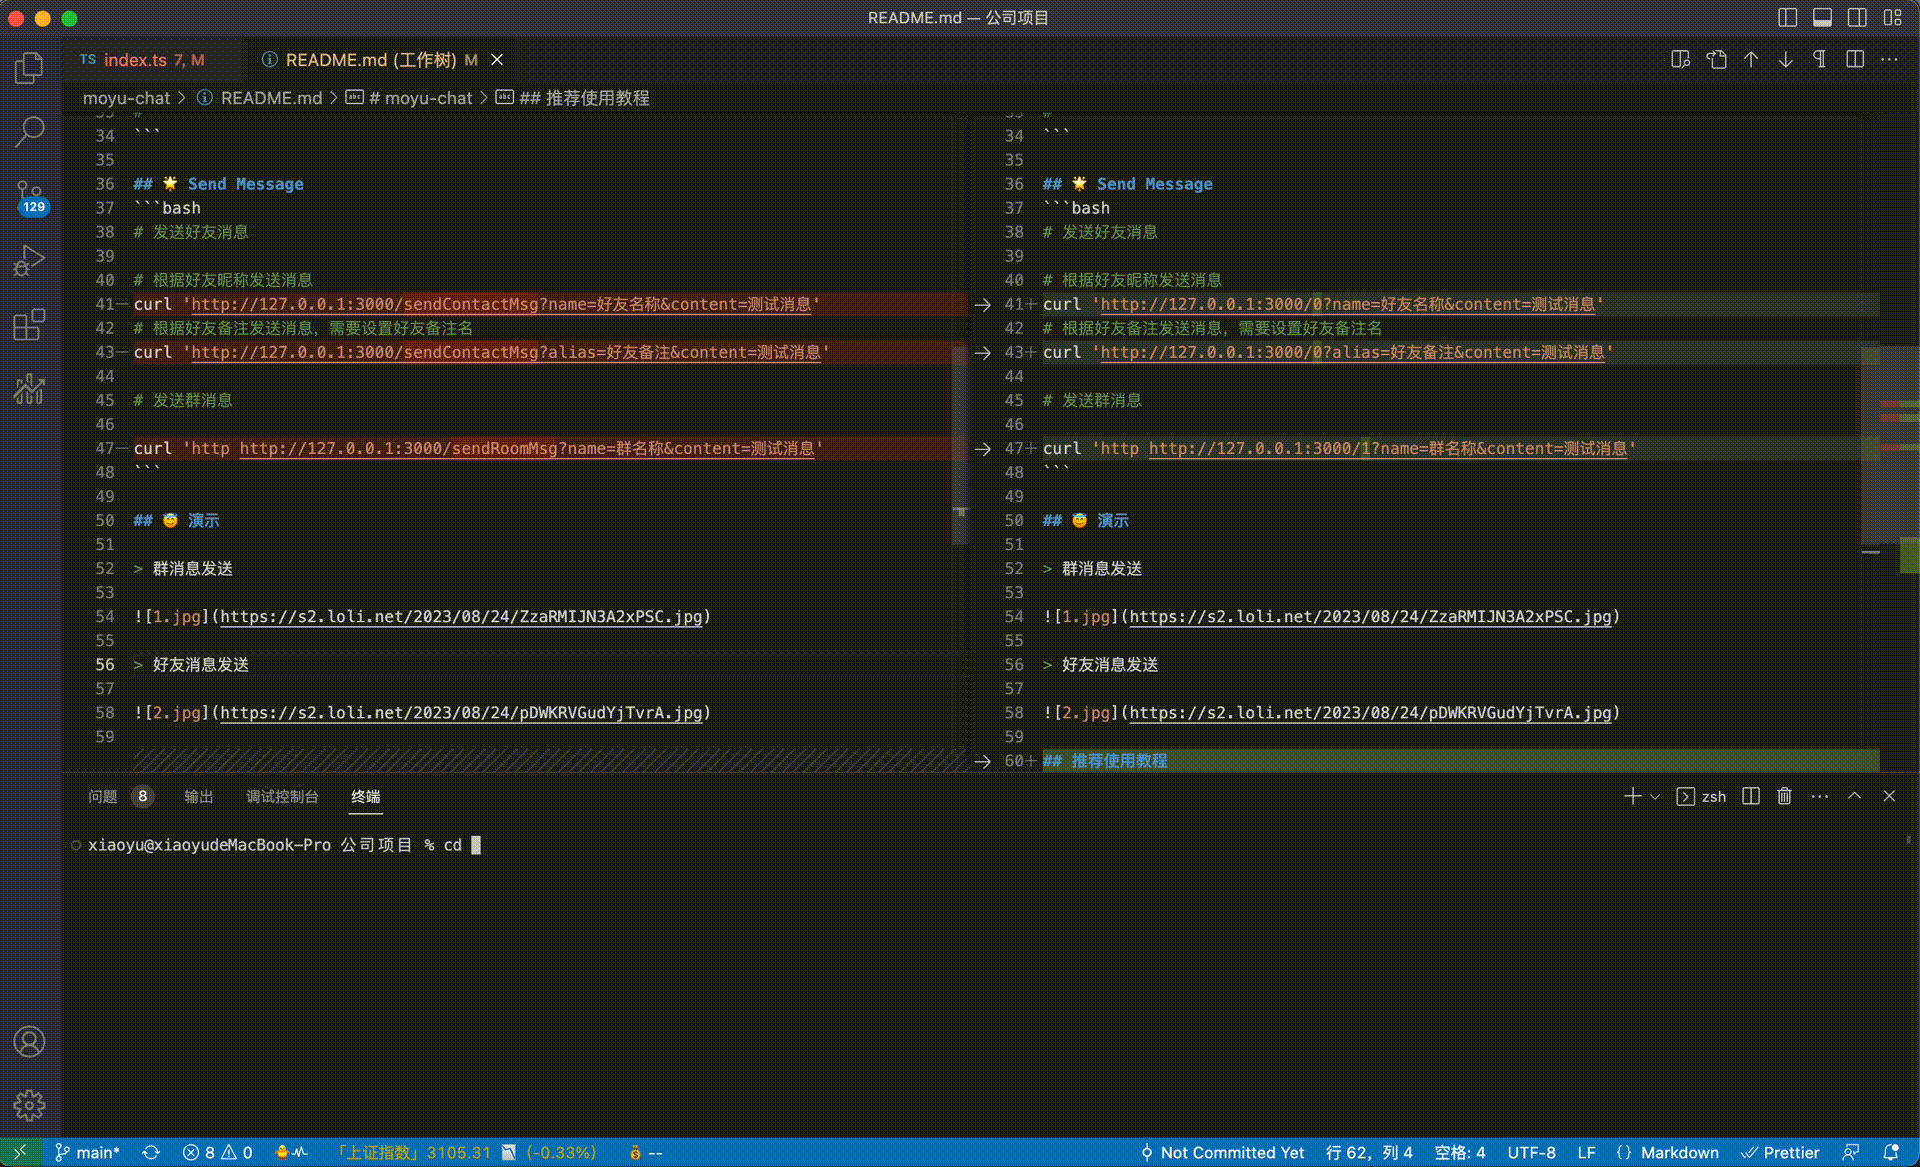 README.md — 公司项目
TS index.ts 7, M
README.md (工作树) M
moyu-chat > README.md > # moyu-chat > ## 推荐使用教程
129
33 #
34 ```
35
36 ## 🌟 Send Message
37 ```bash
38 # 发送好友消息
39
40 # 根据好友昵称发送消息
41— curl 'http://127.0.0.1:3000/sendContactMsg?name=好友名称&content=测试消息'
42 # 根据好友备注发送消息，需要设置好友备注名
43— curl 'http://127.0.0.1:3000/sendContactMsg?alias=好友备注&content=测试消息'
44
45 # 发送群消息
46
47— curl 'http http://127.0.0.1:3000/sendRoomMsg?name=群名称&content=测试消息'
48 ```
49
50 ## 😇 演示
51
52 > 群消息发送
53
54 ![1.jpg](https://s2.loli.net/2023/08/24/ZzaRMIJN3A2xPSC.jpg)
55
56 > 好友消息发送
57
58 ![2.jpg](https://s2.loli.net/2023/08/24/pDWKRVGudYjTvrA.jpg)
59
33 #
34 ```
35
36 ## 🌟 Send Message
37 ```bash
38 # 发送好友消息
39
40 # 根据好友昵称发送消息
41+ curl 'http://127.0.0.1:3000/0?name=好友名称&content=测试消息'
42 # 根据好友备注发送消息，需要设置好友备注名
43+ curl 'http://127.0.0.1:3000/0?alias=好友备注&content=测试消息'
44
45 # 发送群消息
46
47+ curl 'http http://127.0.0.1:3000/1?name=群名称&content=测试消息'
48 ```
49
50 ## 😇 演示
51
52 > 群消息发送
53
54 ![1.jpg](https://s2.loli.net/2023/08/24/ZzaRMIJN3A2xPSC.jpg)
55
56 > 好友消息发送
57
58 ![2.jpg](https://s2.loli.net/2023/08/24/pDWKRVGudYjTvrA.jpg)
59
60+ ## 推荐使用教程
问题 8 输出 调试控制台 终端 zsh
xiaoyu@xiaoyudeMacBook-Pro 公司项目 % cd
main* 8 0 「上证指数」3105.31 (-0.33%) -- Not Committed Yet 行 62，列 4 空格: 4 UTF-8 LF {} Markdown Prettier